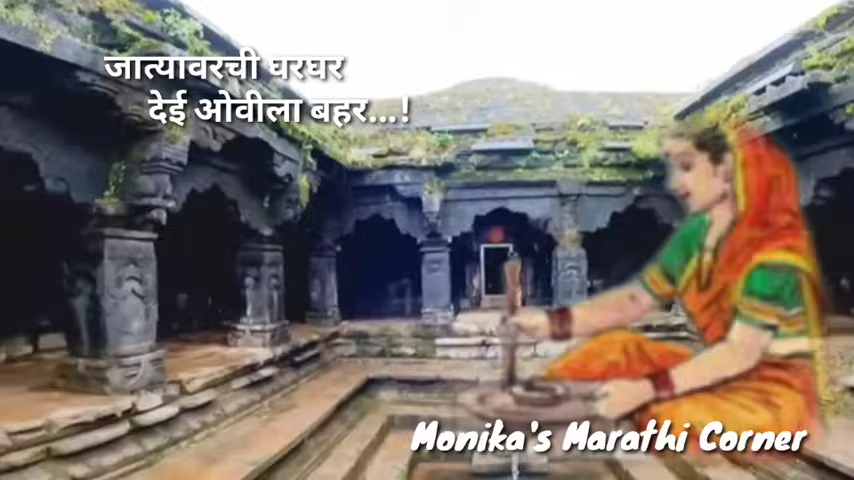 जात्यावरची घरघर
देई ओवीला बहर...!
Monika's Marathi Corner